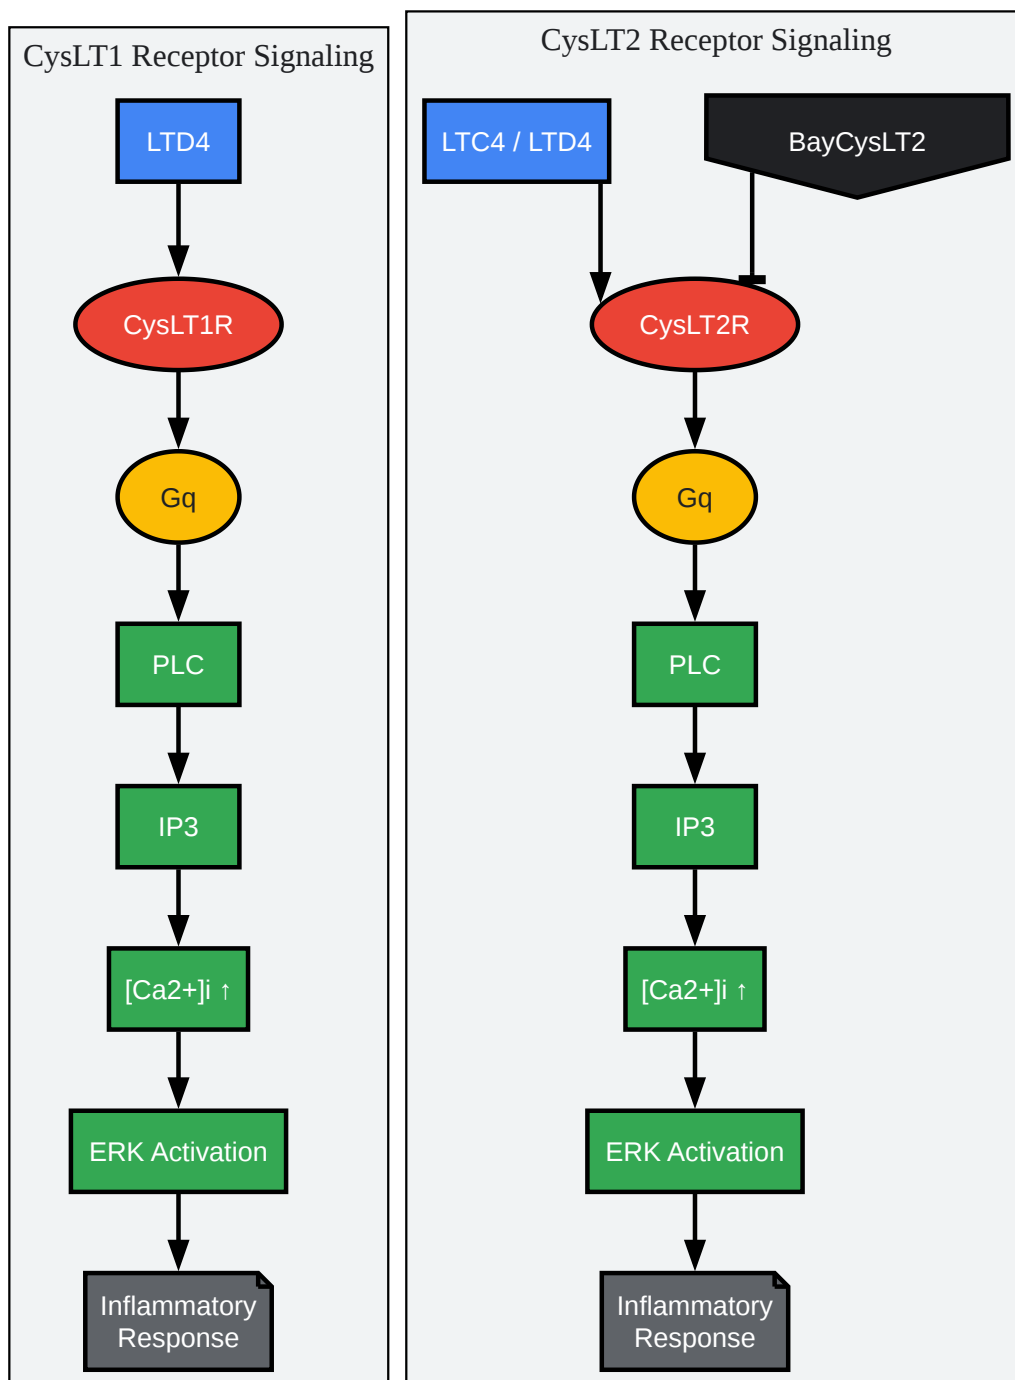 CysLT1 Receptor Signaling
LTD4
CysLT1R
Gq
PLC
IP3
[Ca2+]i ↑
ERK Activation
Inflammatory
Response
CysLT2 Receptor Signaling
LTC4 / LTD4
BayCysLT2
CysLT2R
Gq
PLC
IP3
[Ca2+]i ↑
ERK Activation
Inflammatory
Response